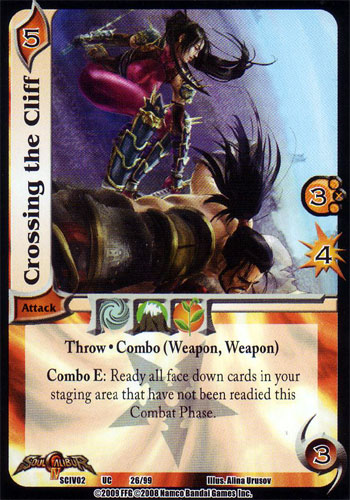 5
Crossing the Cliff
3
4
Attack
Throw • Combo (Weapon, Weapon)
Combo E: Ready all face down cards in your
staging area that have not been readied this
Combat Phase.
SOULCALIBUR
IV
3
SCIV02 UC 26/99 Illus. Alina Urusov
©2009 FFG ©2008 Namco Bandai Games Inc.